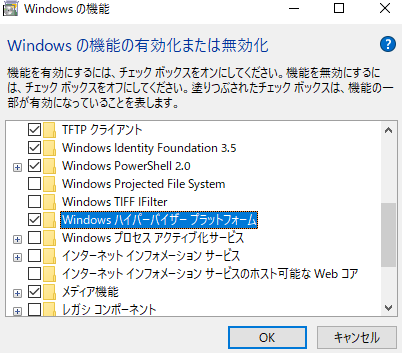 Windows の機能
Windows の機能の有効化または無効化
機能を有効にするには、チェック ボックスをオンにしてください。機能を無効にするに
は、チェック ボックスをオフにしてください。塗りつぶされたチェック ボックスは、機能の一
部が有効になっていることを表します。
TFTP クライアント
Windows Identity Foundation 3.5
Windows PowerShell 2.0
Windows Projected File System
Windows TIFF IFilter
Windows ハイパーバイザー プラットフォーム
Windows プロセス アクティブ化サービス
インターネット インフォメーション サービス
インターネット インフォメーション サービスのホスト可能な Web コア
メディア機能
レガシ コンポーネント
OK
キャンセル